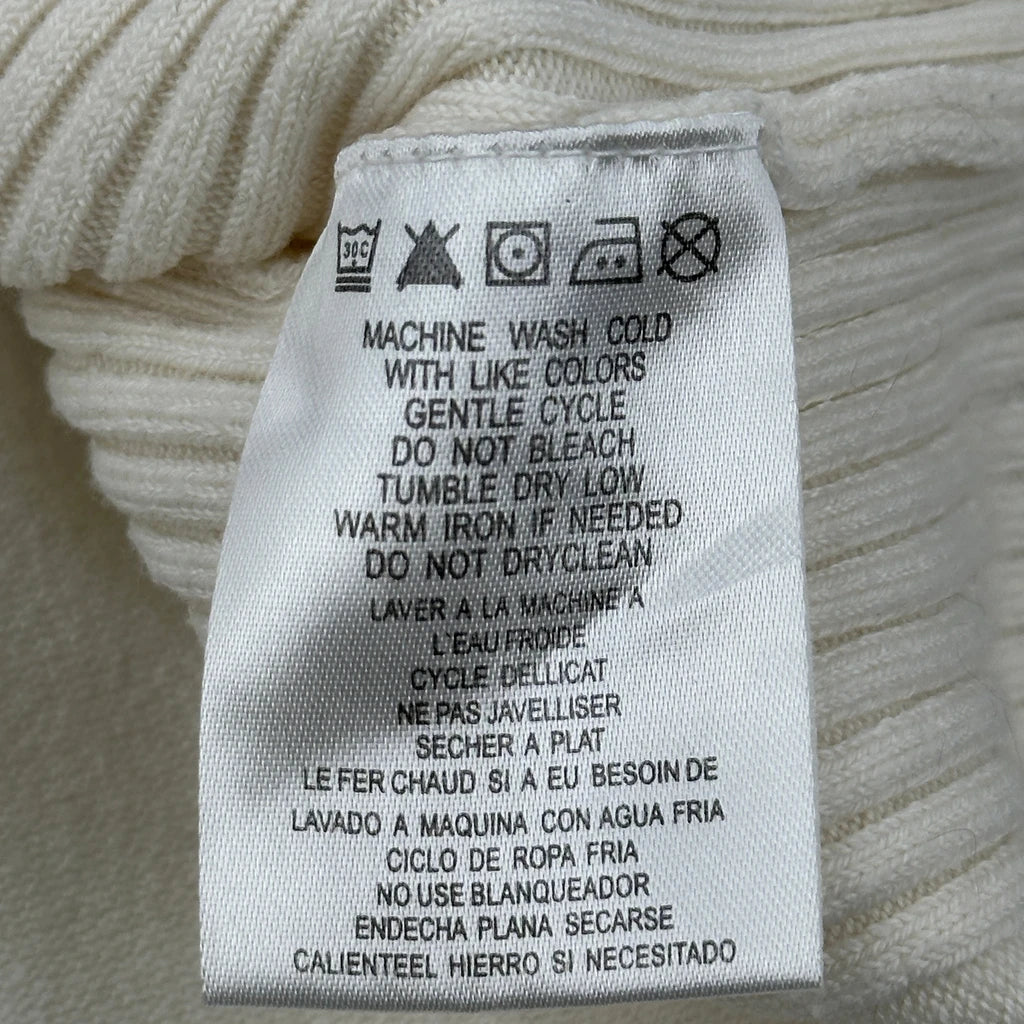 30C
MACHINE WASH COLD
WITH LIKE COLORS
GENTLE CYCLE
DO NOT BLEACH
TUMBLE DRY LOW
WARM IRON IF NEEDED
DO NOT DRYCLEAN
LAVER A LA MACHINE A
L'EAU FROIDE
CYCLE DELLICAT
NE PAS JAVELLISER
SECHER A PLAT
LE FER CHAUD SI A EU BESOIN DE
LAVADO A MAQUINA CON AGUA FRIA
CICLO DE ROPA FRIA
NO USE BLANQUEADOR
ENDECHA PLANA SECARSE
CALIENTEEL HIERRO SI NECESITADO